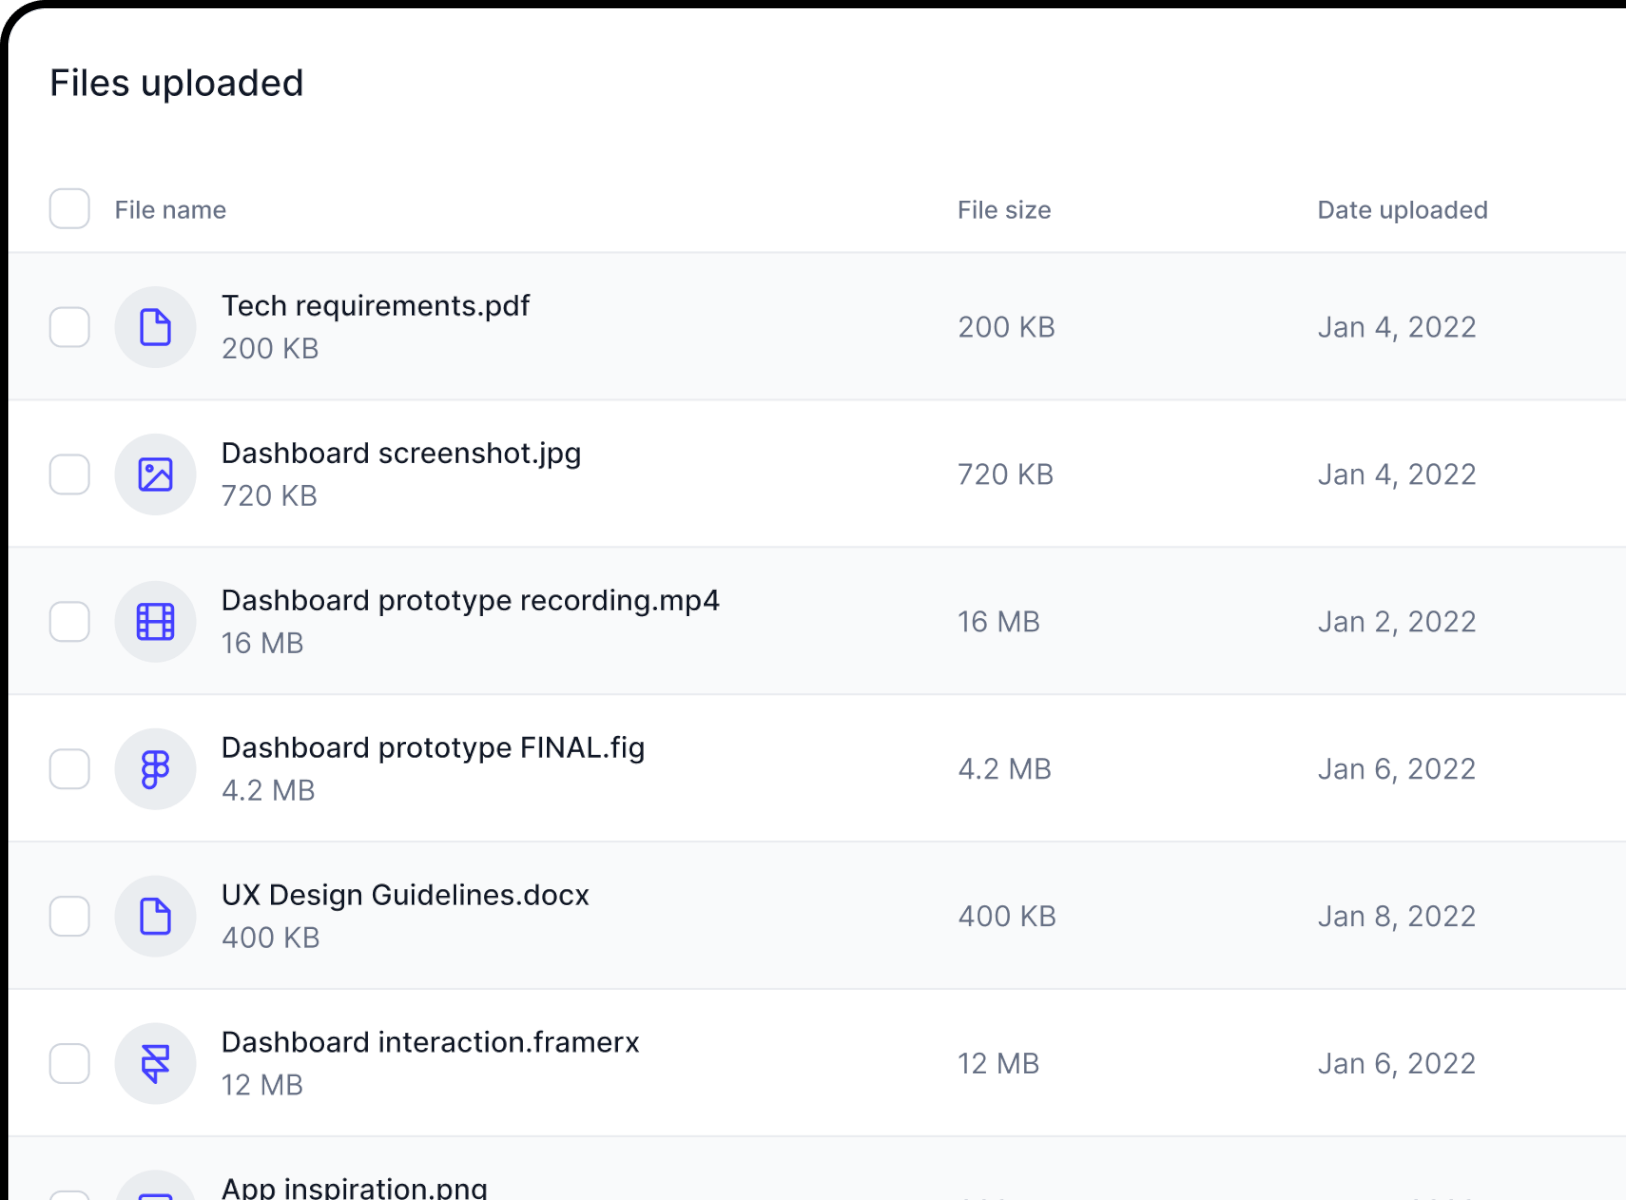 Files uploaded
File name File size Date uploaded
Tech requirements.pdf
200 KB
200 KB Jan 4, 2022
Dashboard screenshot.jpg
720 KB
720 KB Jan 4, 2022
Dashboard prototype recording.mp4
16 MB
16 MB Jan 2, 2022
Dashboard prototype FINAL.fig
4.2 MB
4.2 MB Jan 6, 2022
UX Design Guidelines.docx
400 KB
400 KB Jan 8, 2022
Dashboard interaction.framerx
12 MB
12 MB Jan 6, 2022
App inspiration.png